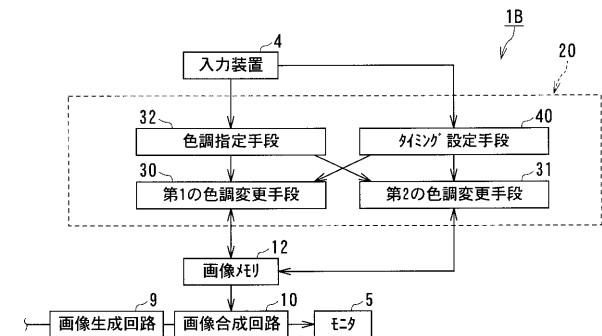 1B
4
入力装置
20
32
色調指定手段
40
ﾀｲﾐﾝｸﾞ設定手段
30
第1の色調変更手段
31
第2の色調変更手段
12
画像ﾒﾓﾘ
9
画像生成回路
10
画像合成回路
5
ﾓﾆﾀ